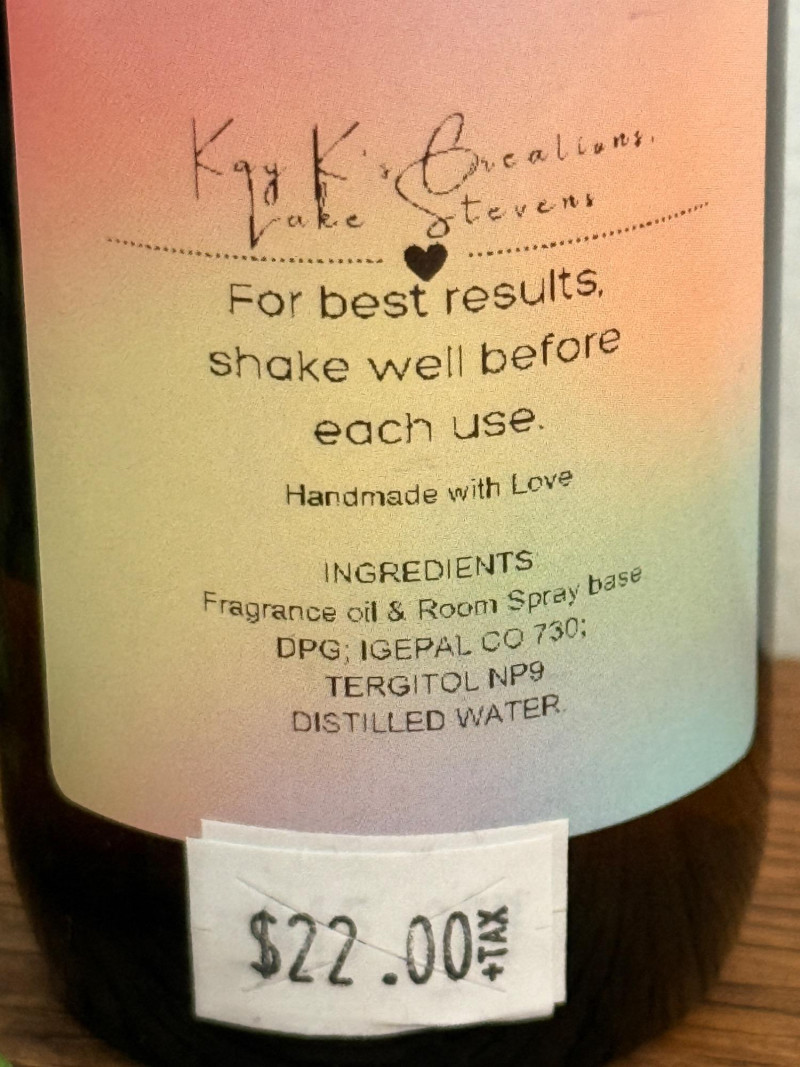 Kay K's Creations.
Lake Stevens
For best results,
shake well before
each use.
Handmade with Love
INGREDIENTS
Fragrance oil & Room Spray base
DPG; IGEPAL CO 730;
TERGITOL NP9
DISTILLED WATER.
$22.00 +TAX